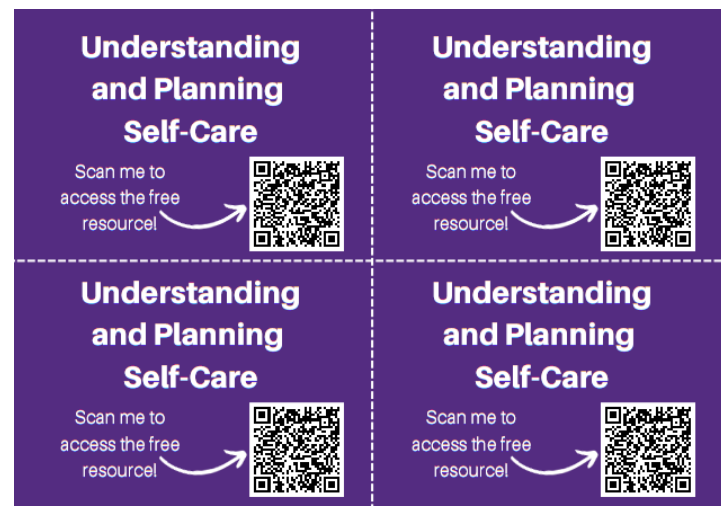 Understanding
and Planning
Self-Care
Scan me to
access the free
resource!
Understanding
and Planning
Self-Care
Scan me to
access the free
resource!
Understanding
and Planning
Self-Care
Scan me to
access the free
resource!
Understanding
and Planning
Self-Care
Scan me to
access the free
resource!